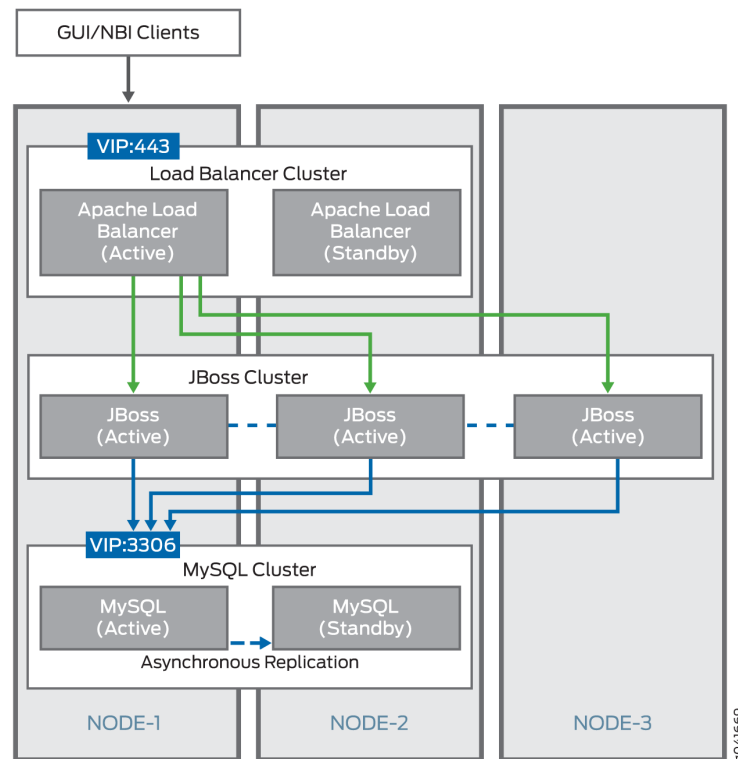 GUI/NBI Clients
VIP:443
Load Balancer Cluster
Apache Load
Balancer
(Active)
Apache Load
Balancer
(Standby)
JBoss Cluster
JBoss
(Active)
JBoss
(Active)
JBoss
(Active)
VIP:3306
MySQL Cluster
MySQL
(Active)
MySQL
(Standby)
Asynchronous Replication
NODE-1
NODE-2
NODE-3